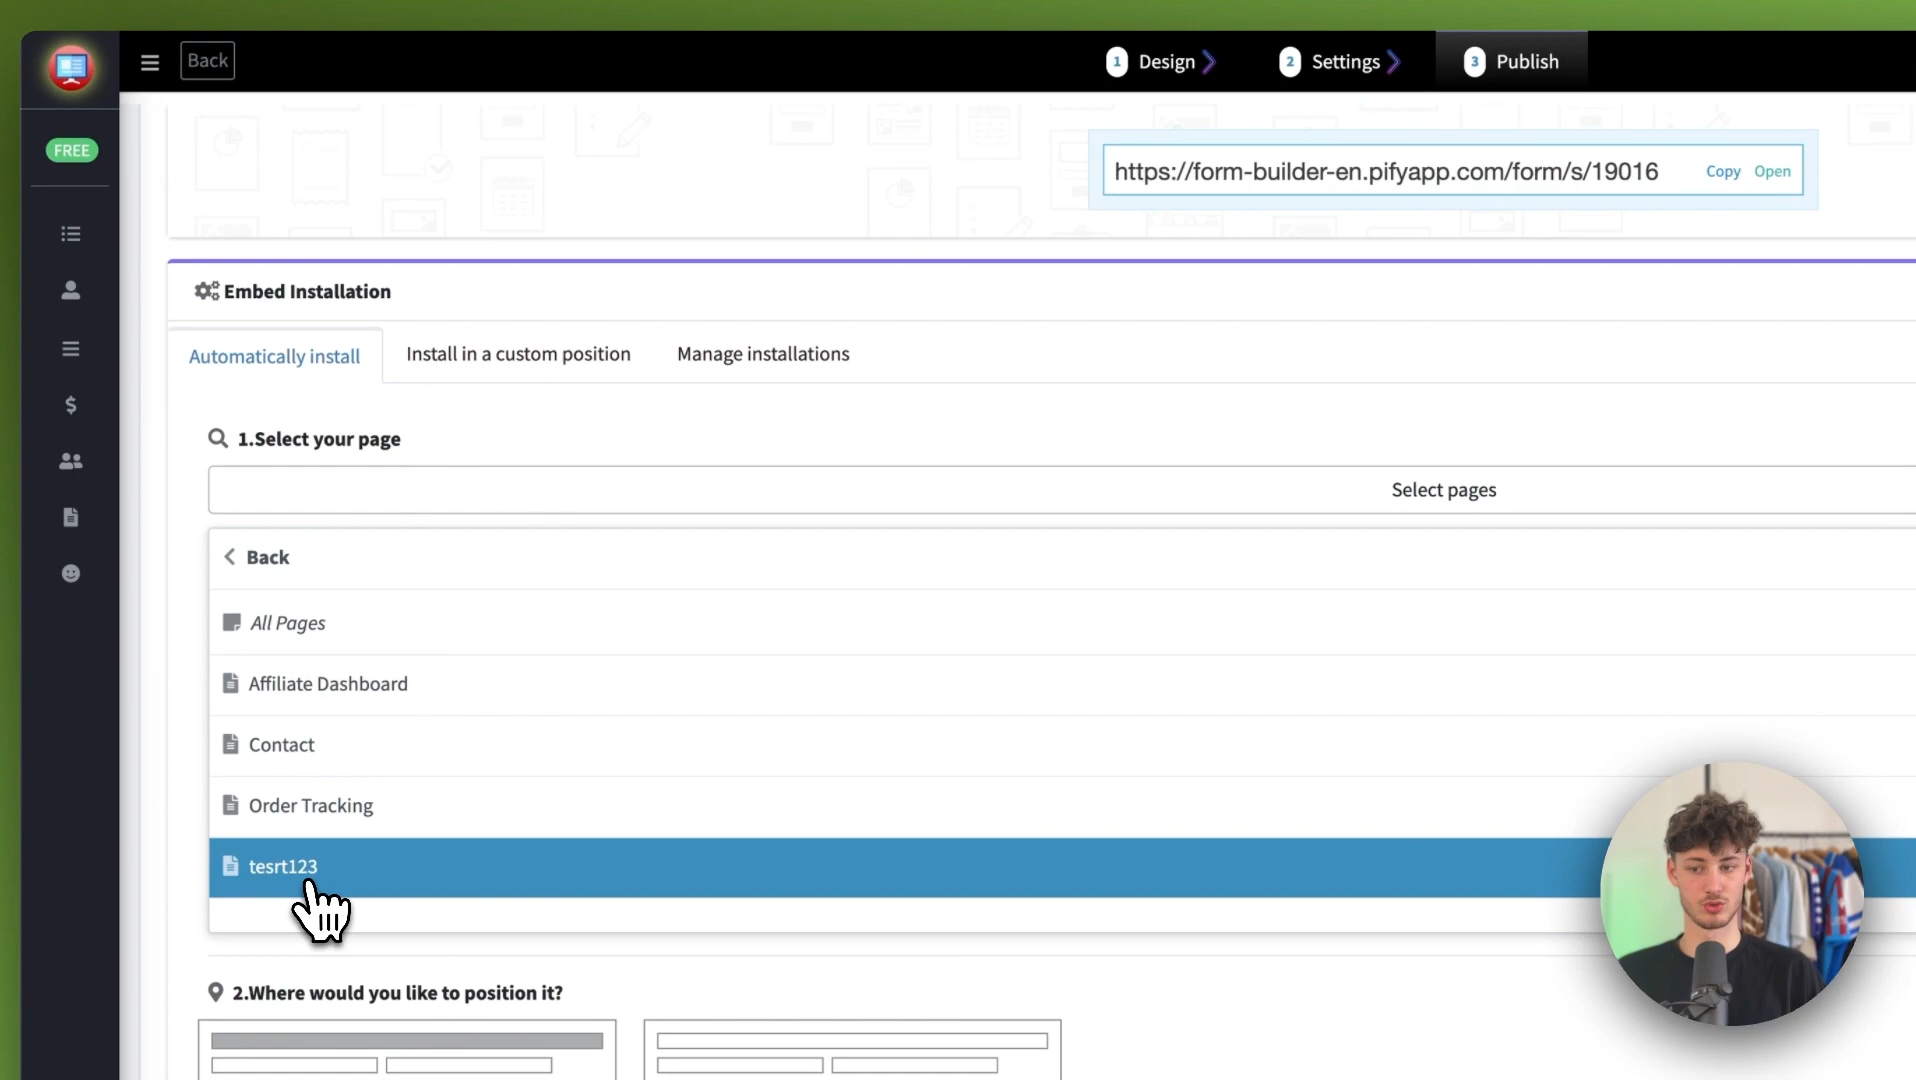 Back
1 Design
2 Settings
3 Publish
FREE
https://form-builder-en.pifyapp.com/form/s/19016 Copy Open
Embed Installation
Automatically install
Install in a custom position
Manage installations
1.Select your page
Select pages
Back
All Pages
Affiliate Dashboard
Contact
Order Tracking
tesrt123
2.Where would you like to position it?